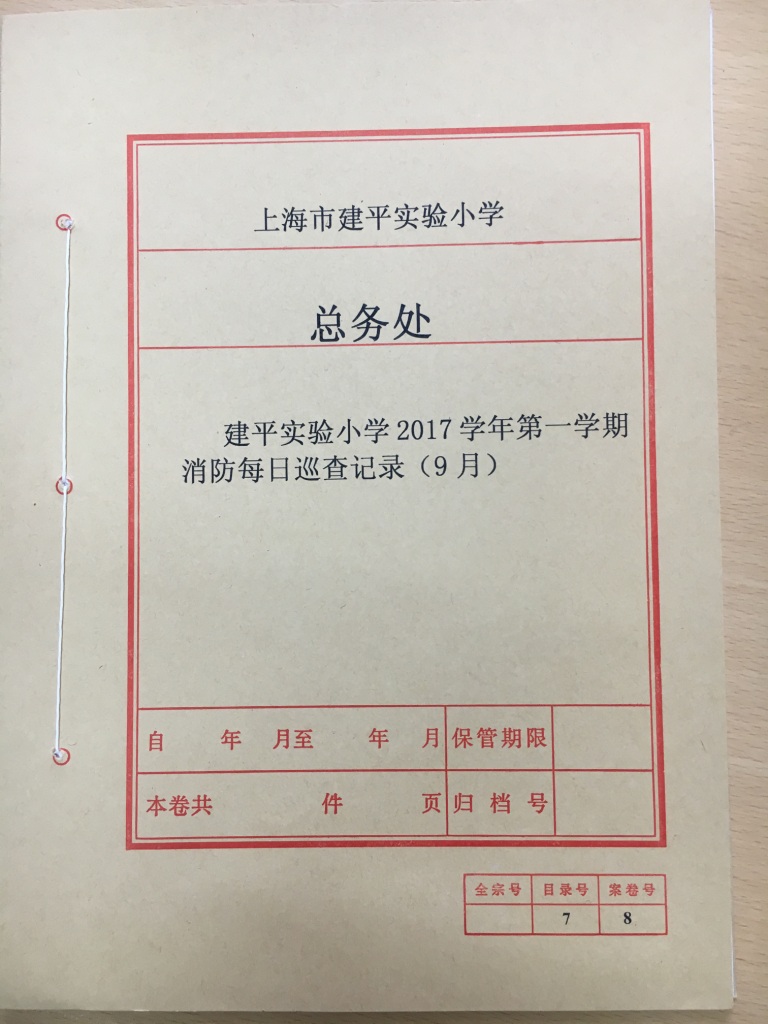 上海市建平实验小学
总务处
建平实验小学2017学年第一学期
消防每日巡查记录（9月）
自 年 月至 年 月 保管期限
本卷共 件 页 归档号
全宗号 目录号 案卷号
7 8